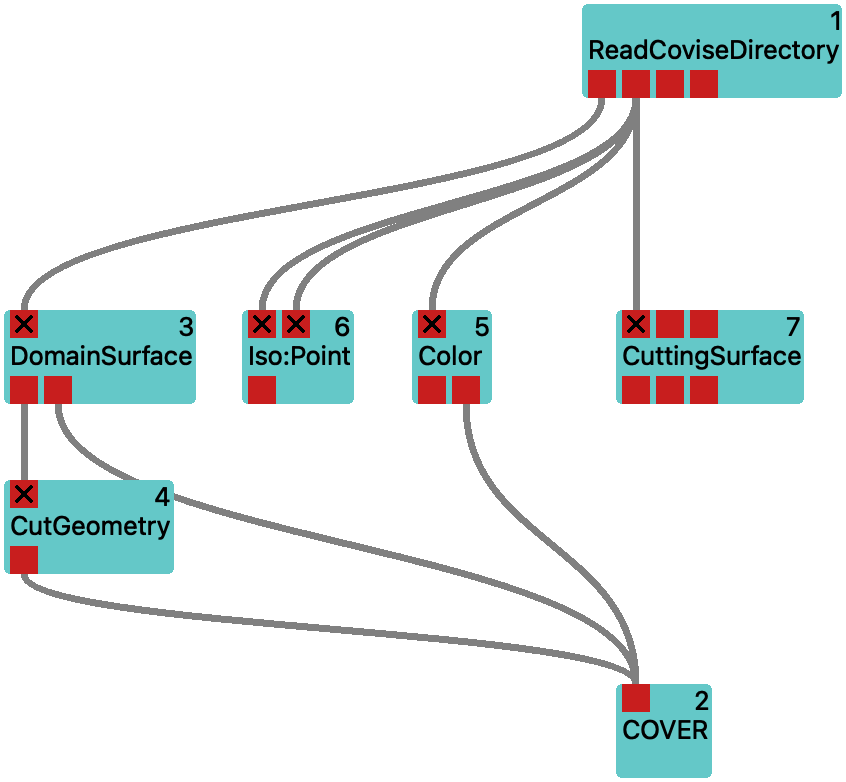 1
ReadCoviseDirectory
3
DomainSurface
6
Iso:Point
5
Color
7
CuttingSurface
4
CutGeometry
2
COVER